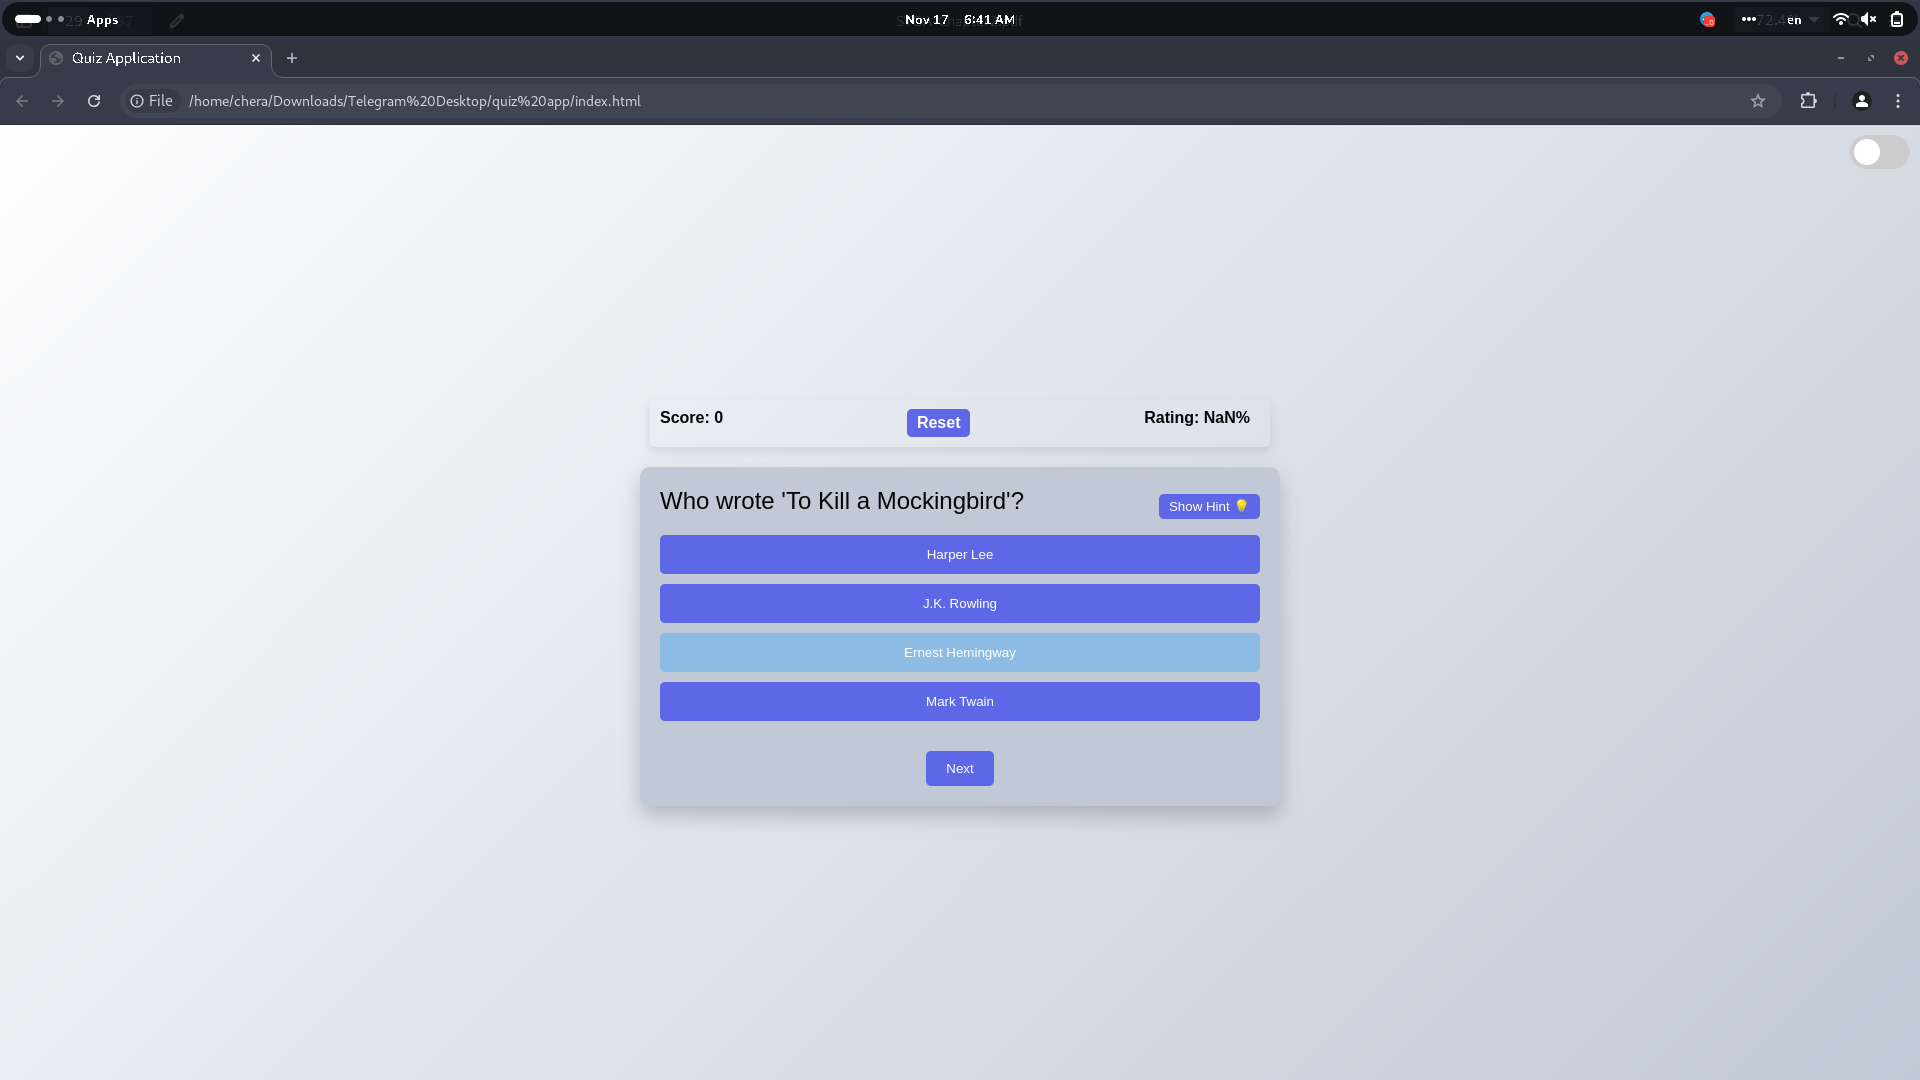 Apps
Nov 17 6:41 AM
en
Quiz Application
File /home/chera/Downloads/Telegram%20Desktop/quiz%20app/index.html
Score: 0
Reset
Rating: NaN%
Who wrote 'To Kill a Mockingbird'?
Show Hint 💡
Harper Lee
J.K. Rowling
Ernest Hemingway
Mark Twain
Next